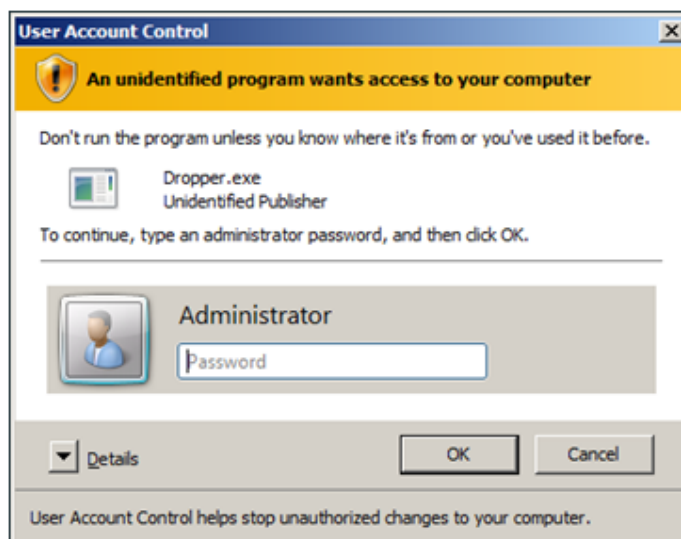 User Account Control
An unidentified program wants access to your computer
Don't run the program unless you know where it's from or you've used it before.
Dropper.exe
Unidentified Publisher
To continue, type an administrator password, and then click OK.
Administrator
Password
Details
OK
Cancel
User Account Control helps stop unauthorized changes to your computer.